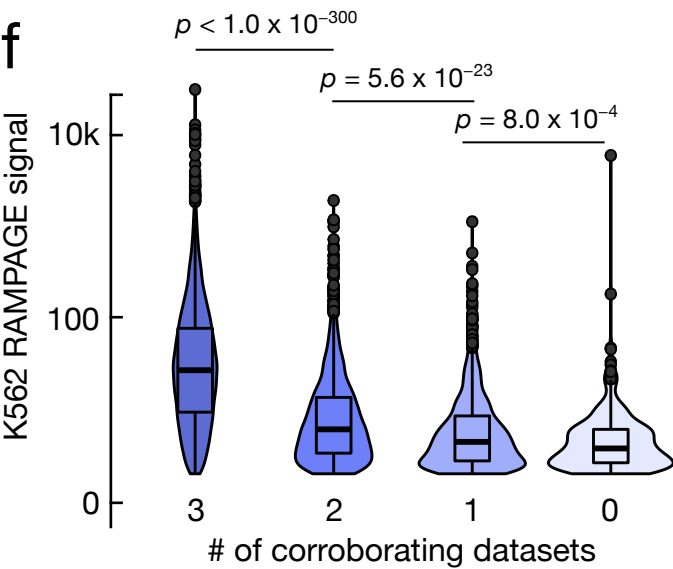 f
p < 1.0 x 10⁻³⁰⁰
p = 5.6 x 10⁻²³
p = 8.0 x 10⁻⁴
K562 RAMPAGE signal
10k
100
0
3 2 1 0
# of corroborating datasets